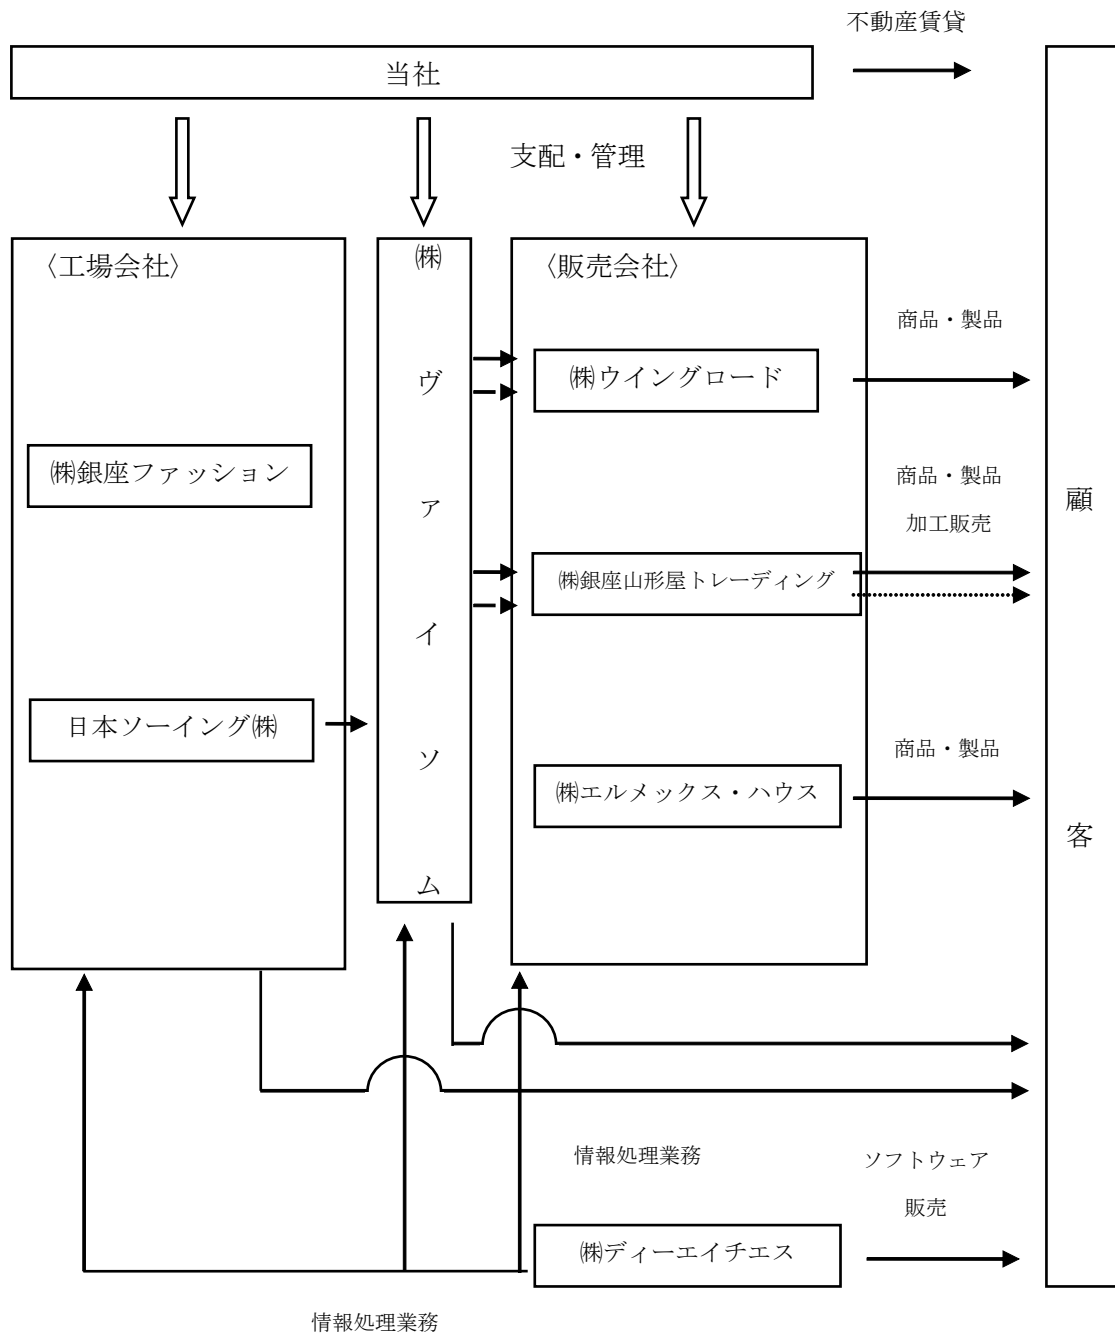 不動産賃貸
当社
支配・管理
〈工場会社〉
㈱銀座ファッション
日本ソーイング㈱
㈱ヴァイソム
〈販売会社〉
㈱ウイングロード
㈱銀座山形屋トレーディング
㈱エルメックス・ハウス
商品・製品
商品・製品
加工販売
商品・製品
顧客
情報処理業務
ソフトウェア
販売
㈱ディーエイチエス
情報処理業務